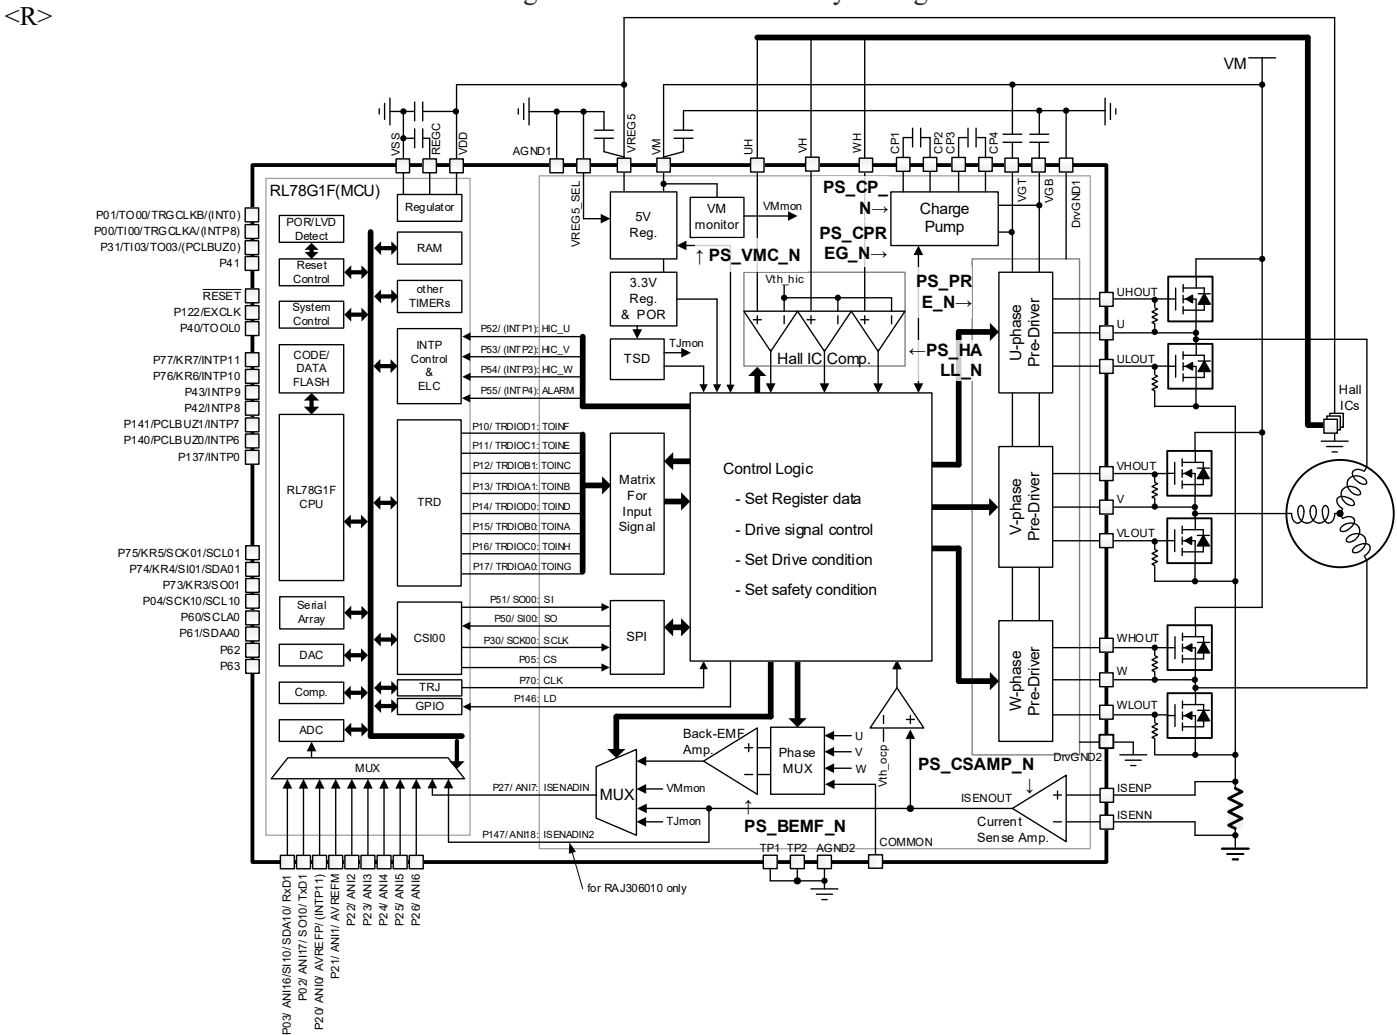 <R>
VM
VSS
REGC
VDD
AGND1
VREG5_SEL
VREG5
VM
UH
VH
WH
CP1
CP2
CP3
CP4
VGT
VGB
DrvGND1
RL78G1F(MCU)
P01/TO00/TRGCLKB/(INT0)
P00/TI00/TRGCLKA/(INTP8)
P31/TI03/TO03/(PCLBUZ0)
P41
RESET
P122/EXCLK
P40/TOOL0
P77/KR7/INTP11
P76/KR6/INTP10
P43/INTP9
P42/INTP8
P141/PCLBUZ1/INTP7
P140/PCLBUZ0/INTP6
P137/INTP0
P75/KR5/SCK01/SCL01
P74/KR4/SI01/SDA01
P73/KR3/SO01
P04/SCK10/SCL10
P60/SCLA0
P61/SDAA0
P62
P63
POR/LVD
Detect
Reset
Control
System
Control
CODE/
DATA
FLASH
RL78G1F
CPU
Serial
Array
DAC
Comp.
ADC
MUX
Regulator
RAM
other
TIMERs
INTP
Control
&
ELC
TRD
CSI00
TRJ
GPIO
P52/ (INTP1): HIC_U
P53/ (INTP2): HIC_V
P54/ (INTP3): HIC_W
P55/ (INTP4): ALARM
P10/ TRDIOD1: TOINF
P11/ TRDIOC1: TOINE
P12/ TRDIOB1: TOINC
P13/ TRDIOA1: TOINB
P14/ TRDIOD0: TOIND
P15/ TRDIOB0: TOINA
P16/ TRDIOC0: TOINH
P17/ TRDIOA0: TOING
P51/ SO00: SI
P50/ SI00: SO
P30/ SCK00: SCLK
P05: CS
P70: CLK
P146: LD
P27/ ANI7: ISENADIN
P147/ ANI18: ISENADIN2
for RAJ306010 only
5V
Reg.
VM
monitor
VMmon
↑ PS_VMC_N
3.3V
Reg.
& POR
TSD
TJmon
Matrix
For
Input
Signal
SPI
PS_CP_
N→
PS_CPR
EG_N→
Charge
Pump
Vth_hic
+ − + − + −
Hall IC Comp.
PS_PR
E_N→
←PS_HA
LL_N
Control Logic
- Set Register data
- Drive signal control
- Set Drive condition
- Set safety condition
U-phase
Pre-Driver
V-phase
Pre-Driver
W-phase
Pre-Driver
UHOUT
U
ULOUT
VHOUT
V
VLOUT
WHOUT
W
WLOUT
DrvGND2
Hall
ICs
Back-EMF
Amp.
+
−
Phase
MUX
U
V
W
MUX
VMmon
TJmon
↑
PS_BEMF_N
− +
Vth_ocp
PS_CSAMP_N
↓
ISENOUT
+
−
Current
Sense Amp.
ISENP
ISENN
TP1
TP2
AGND2
COMMON
P03/ ANI16/SI10/SDA10/ RxD1
P02/ ANI17/ SO10/ TxD1
P20/ ANI0/ AVREFP/ (INTP11)
P21/ ANI1/ AVREFM
P22/ ANI2
P23/ ANI3
P24/ ANI4
P25/ ANI5
P26/ ANI6